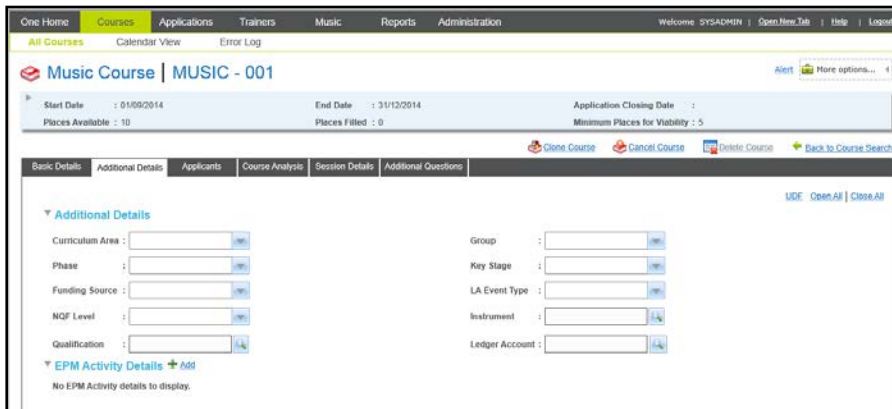 One Home Courses Applications Trainers Music Reports Administration Welcome SYSADMIN | Open New Tab | Help | Logout
All Courses Calendar View Error Log
Music Course | MUSIC - 001 Alert More options...
Start Date : 01/09/2014 End Date : 31/12/2014 Application Closing Date :
Places Available : 10 Places Filled : 0 Minimum Places for Viability : 5
Clone Course Cancel Course Delete Course Back to Course Search
Basic Details Additional Details Applicants Course Analysis Session Details Additional Questions
UDF Open All | Close All
Additional Details
Curriculum Area : Group :
Phase : Key Stage :
Funding Source : LA Event Type :
NQF Level : Instrument :
Qualification : Ledger Account :
EPM Activity Details Add
No EPM Activity details to display.